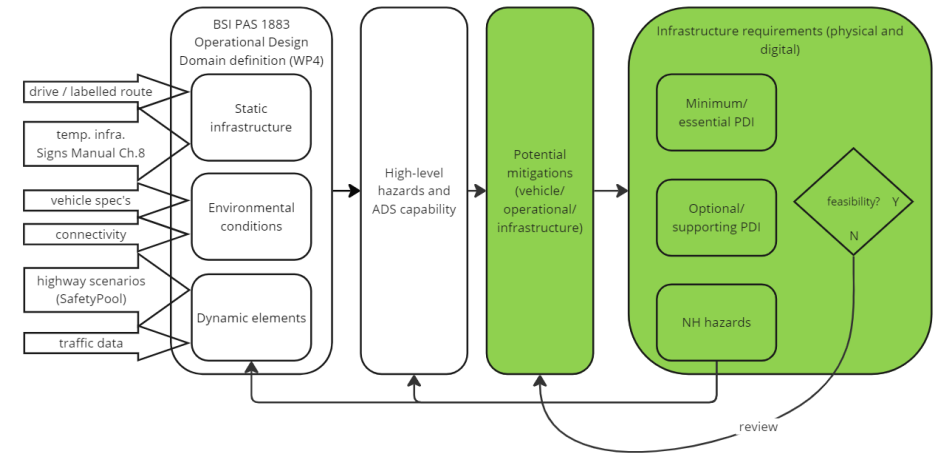 BSI PAS 1883
Operational Design
Domain definition (WP4)
drive / labelled route
temp. infra.
Signs Manual Ch.8
vehicle spec's
connectivity
highway scenarios
(SafetyPool)
traffic data
Static
infrastructure
Environmental
conditions
Dynamic elements
High-level
hazards and
ADS capability
Potential
mitigations
(vehicle/
operational/
infrastructure)
Infrastructure requirements (physical and
digital)
Minimum/
essential PDI
Optional/
supporting PDI
NH hazards
feasibility? Y
N
review